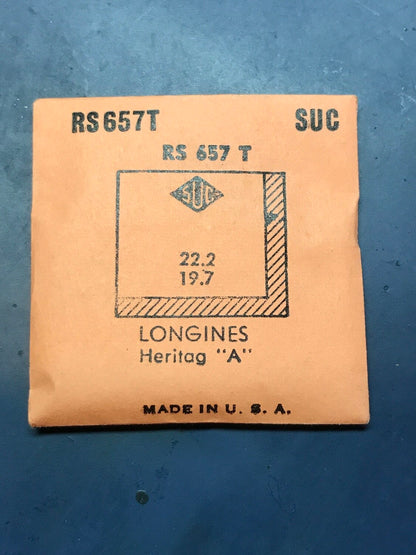 RS657T SUC
RS 657 T
SUC
22.2
19.7
LONGINES
Heritag "A"
MADE IN U. S. A.